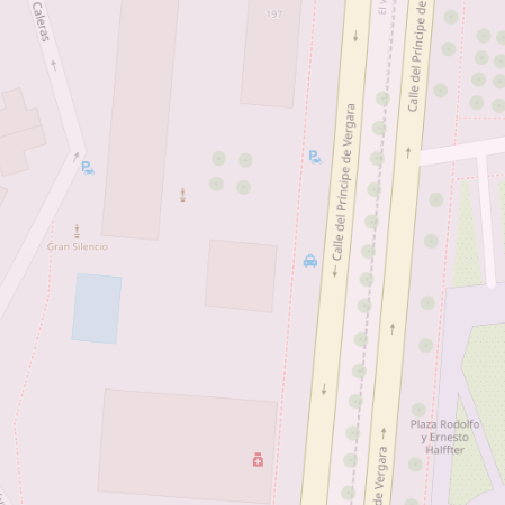 Caleras
197
El V
Calle del Príncipe de
Calle del Príncipe de Vergara
P
P
Gran Silencio
Plaza Rodolfo
y Ernesto
Halffter
de Vergara